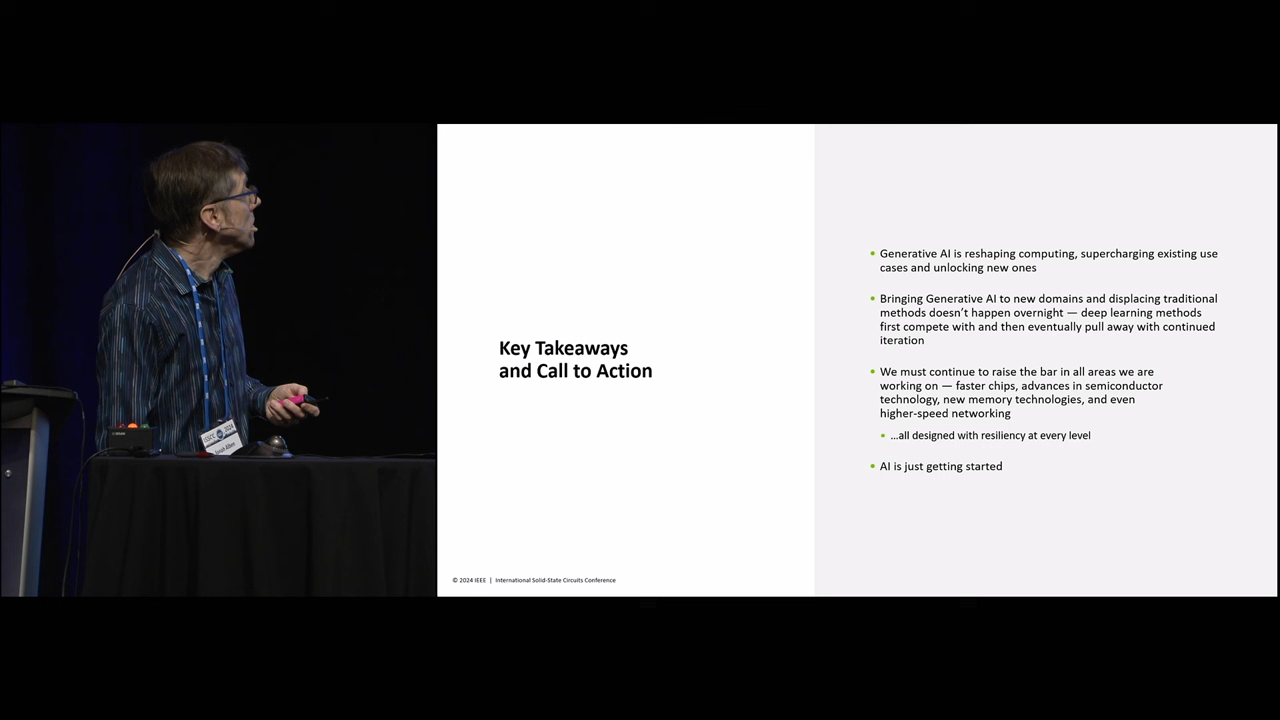 ISSCC 2024
Key Takeaways
and Call to Action
© 2024 IEEE | International Solid-State Circuits Conference
• Generative AI is reshaping computing, supercharging existing use
cases and unlocking new ones
• Bringing Generative AI to new domains and displacing traditional
methods doesn’t happen overnight — deep learning methods
first compete with and then eventually pull away with continued
iteration
• We must continue to raise the bar in all areas we are
working on — faster chips, advances in semiconductor
technology, new memory technologies, and even
higher-speed networking
• …all designed with resiliency at every level
• AI is just getting started